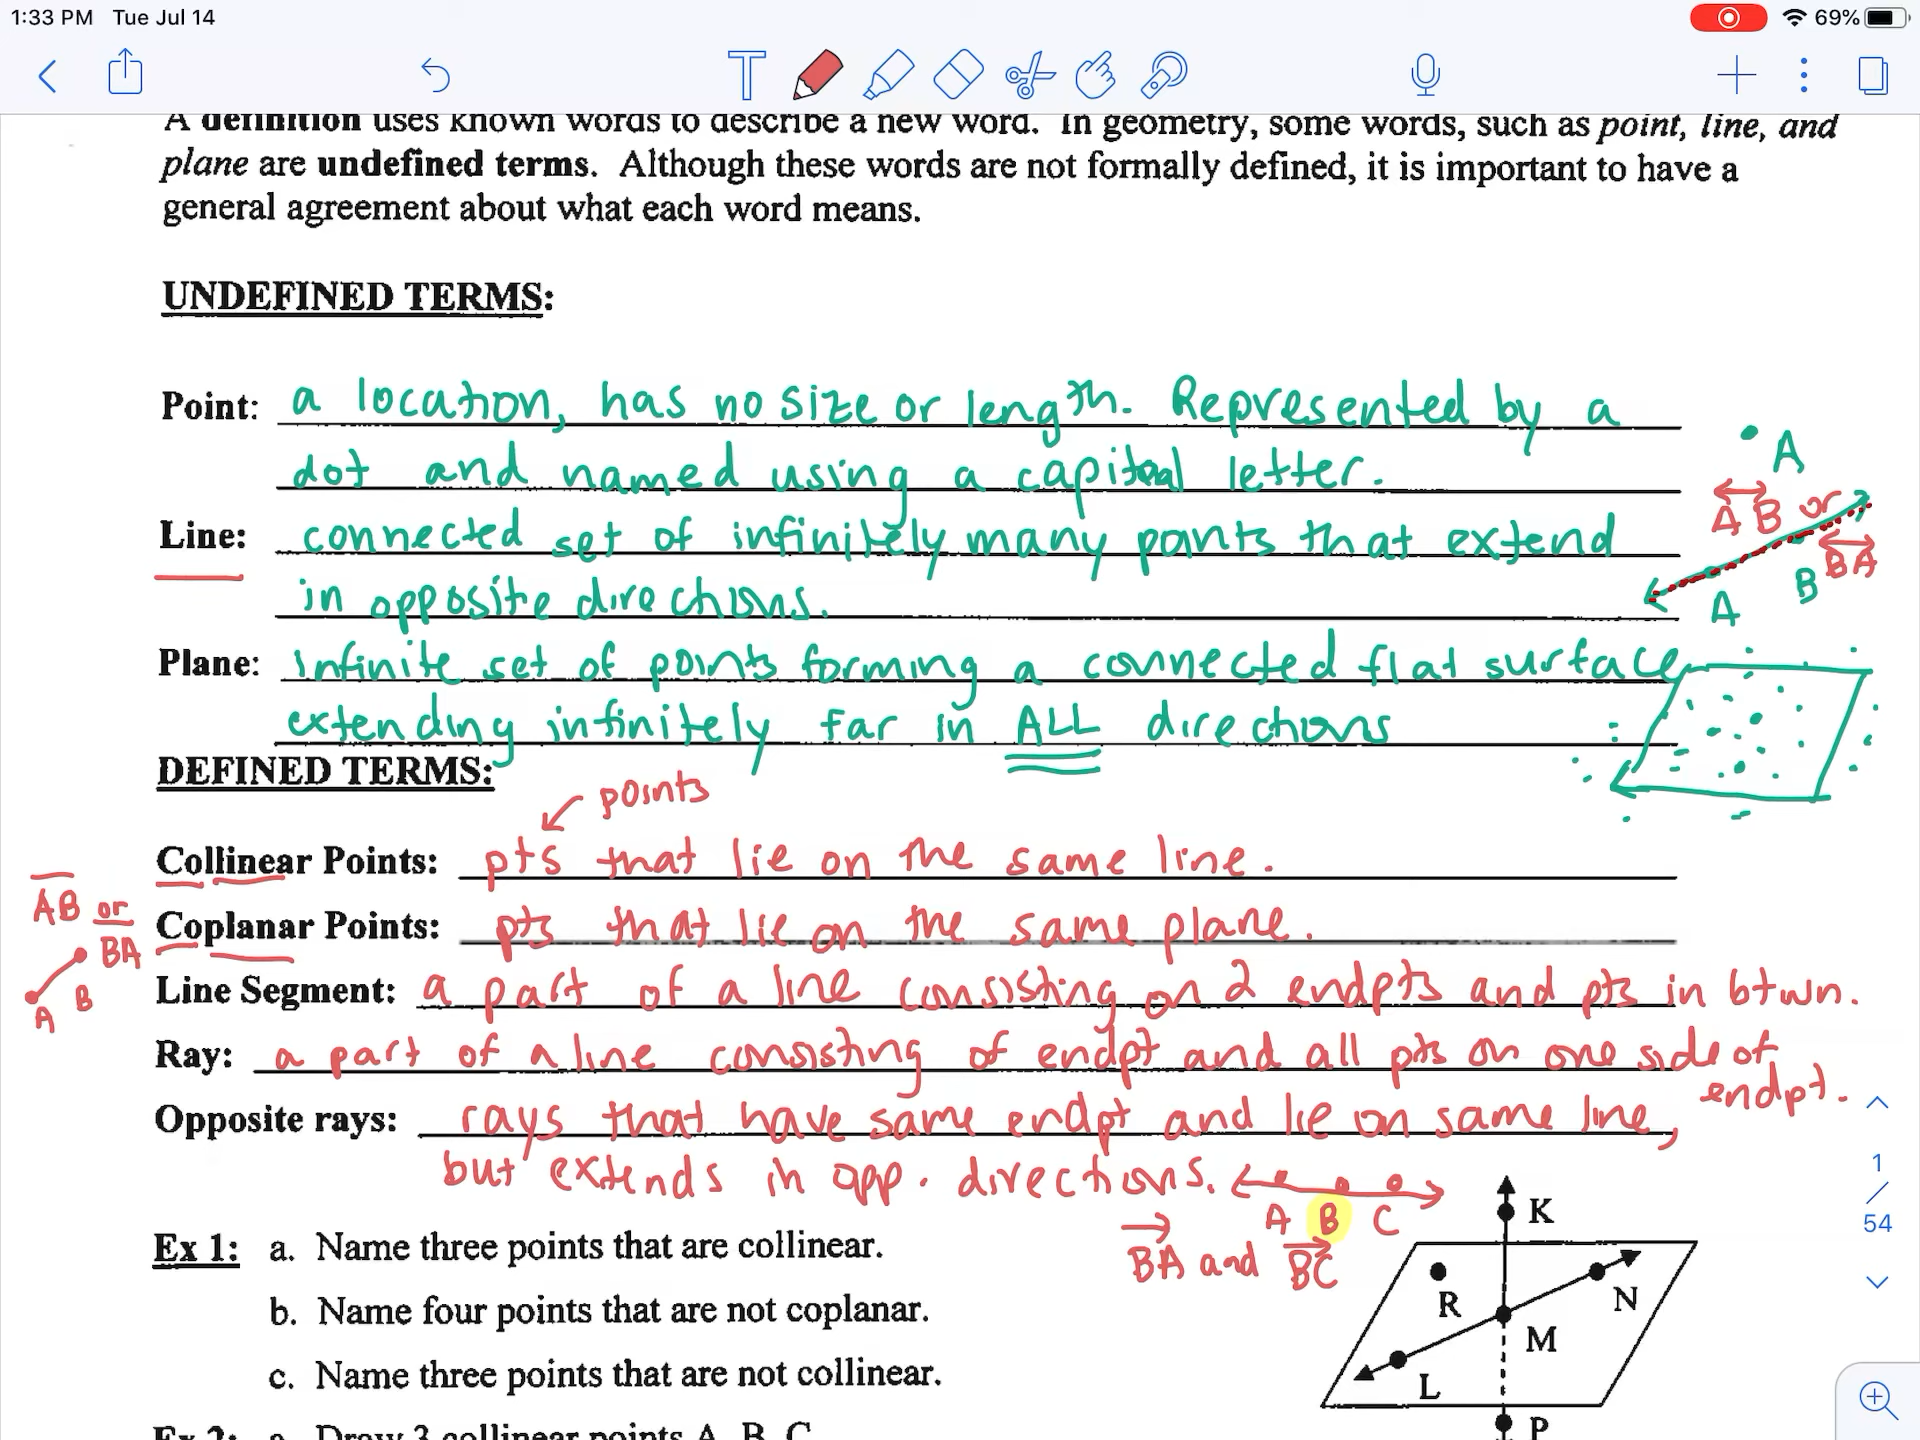 1:33 PM Tue Jul 14 69%
A definition uses known words to describe a new word. In geometry, some words, such as point, line, and
plane are undefined terms. Although these words are not formally defined, it is important to have a
general agreement about what each word means.
UNDEFINED TERMS:
Point: a location, has no size or length. Represented by a
dot and named using a capital letter.
A
Line: connected set of infinitely many points that extend
in opposite directions.
AB or
BA
A B
Plane: infinite set of points forming a connected flat surface
extending infinitely far in ALL directions
DEFINED TERMS:
points
Collinear Points: pts that lie on the same line.
AB or
BA
A B
Coplanar Points: pts that lie on the same plane.
Line Segment: a part of a line consisting on 2 endpts and pts in btwn.
Ray: a part of a line consisting of endpt and all pts on one side of
endpt.
Opposite rays: rays that have same endpt and lie on same line,
but extends in opp. directions.
A B C
BA and BC
Ex 1: a. Name three points that are collinear.
b. Name four points that are not coplanar.
c. Name three points that are not collinear.
K
R N
M
L
P
Ex 2: a. Draw 3 collinear points A, B, C
1
/
54